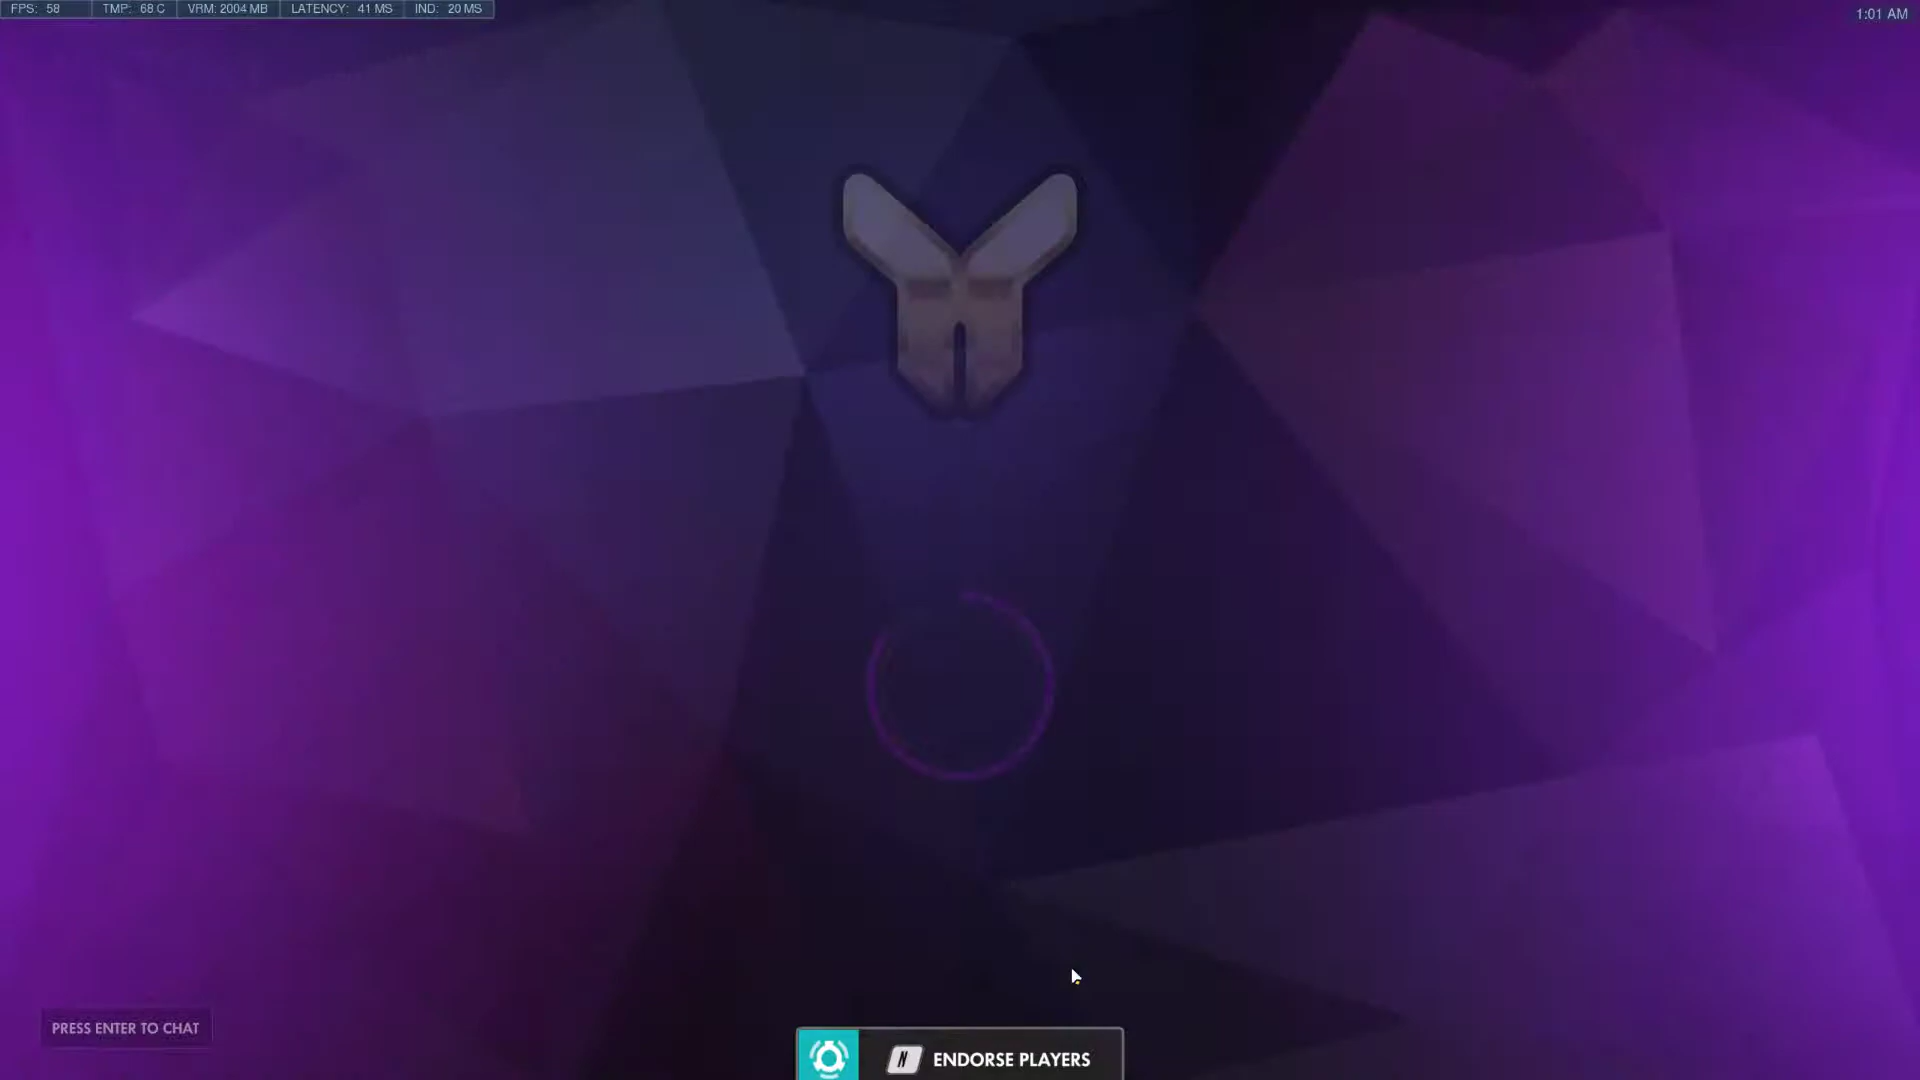 FPS: 58 TMP: 68 C VRM: 2004 MB LATENCY: 41 MS IND: 20 MS
1:01 AM
PRESS ENTER TO CHAT
N ENDORSE PLAYERS